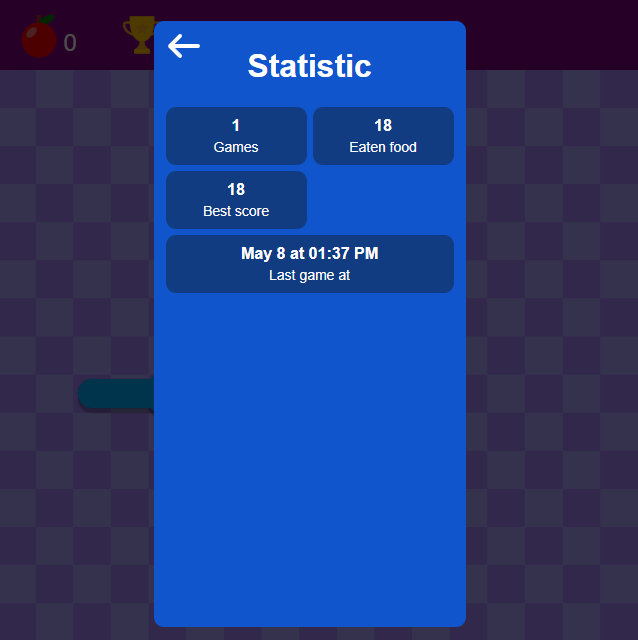 0
Statistic
1
Games
18
Eaten food
18
Best score
May 8 at 01:37 PM
Last game at